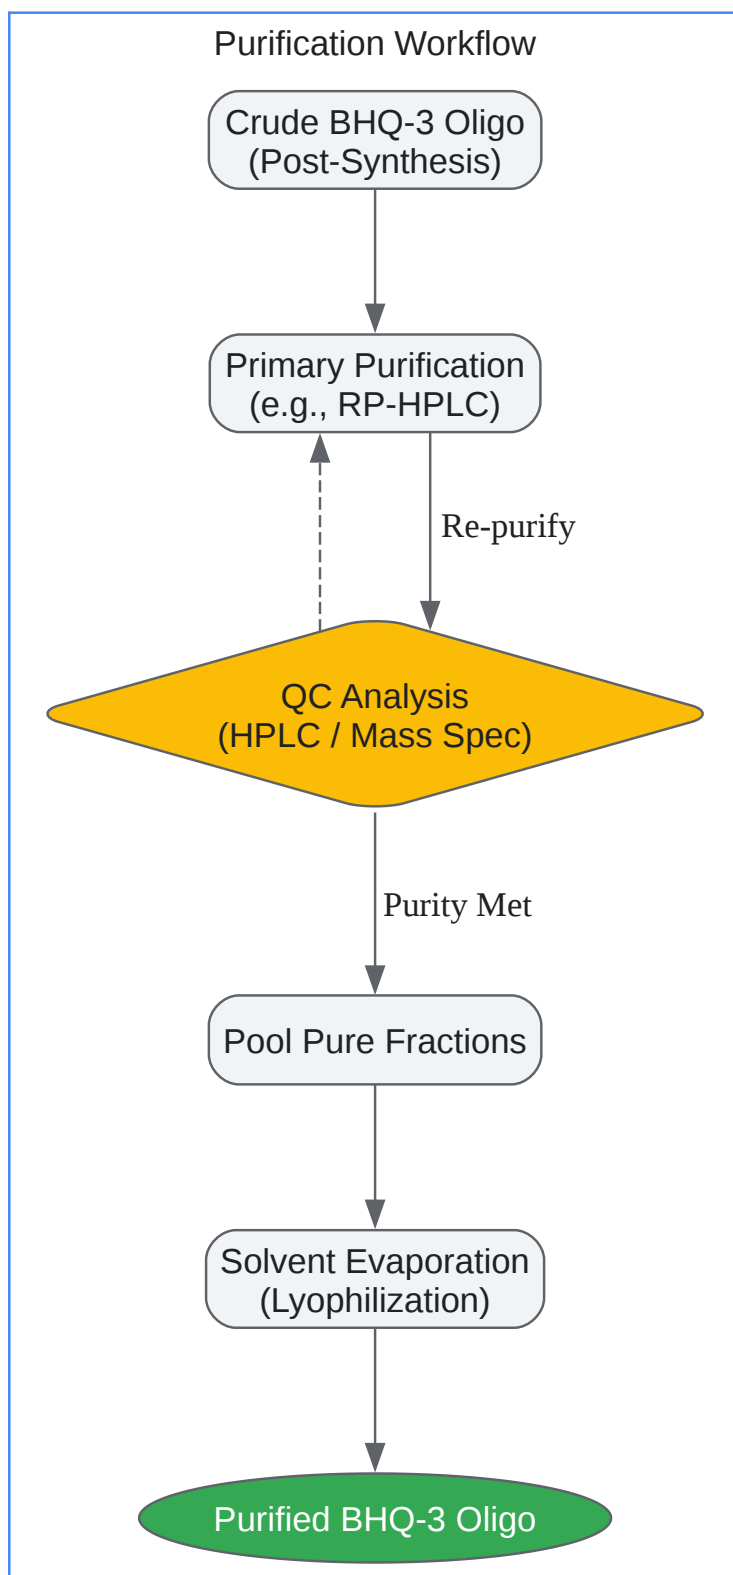 Purification Workflow
Crude BHQ-3 Oligo
(Post-Synthesis)
Primary Purification
(e.g., RP-HPLC)
Re-purify
QC Analysis
(HPLC / Mass Spec)
Purity Met
Pool Pure Fractions
Solvent Evaporation
(Lyophilization)
Purified BHQ-3 Oligo